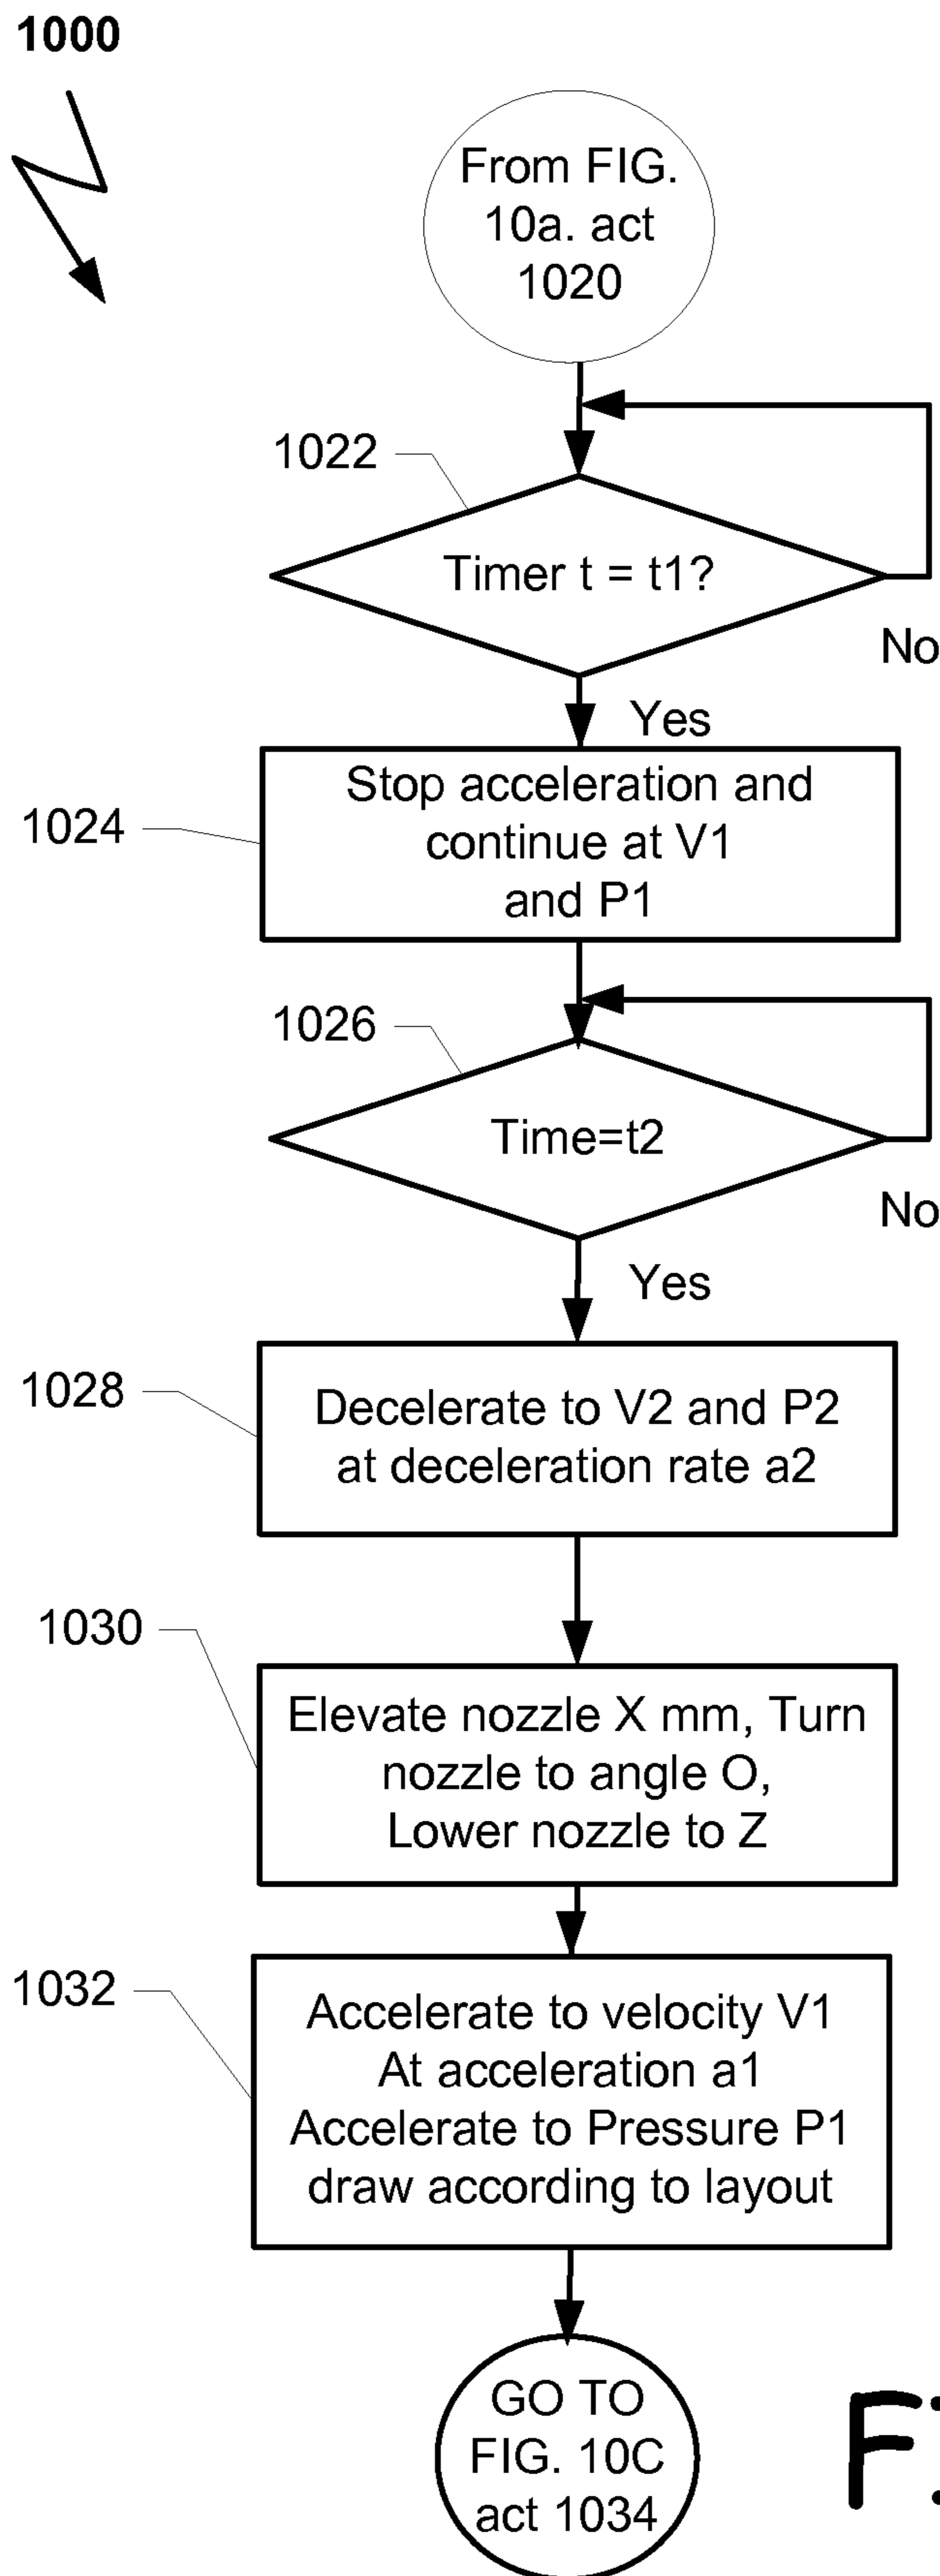 1000
From FIG.
10a. act
1020
1022
Timer t = t1?
No
Yes
1024
Stop acceleration and
continue at V1
and P1
1026
Time=t2
No
Yes
1028
Decelerate to V2 and P2
at deceleration rate a2
1030
Elevate nozzle X mm, Turn
nozzle to angle O,
Lower nozzle to Z
1032
Accelerate to velocity V1
At acceleration a1
Accelerate to Pressure P1
draw according to layout
GO TO
FIG. 10C
act 1034